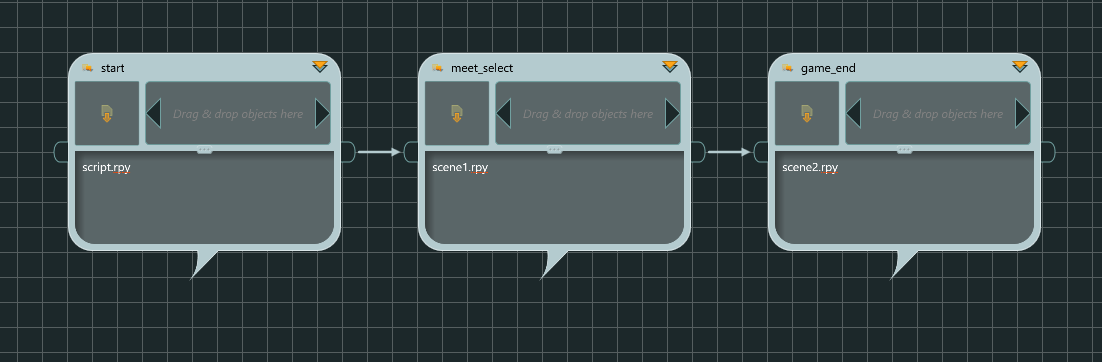 start
Drag & drop objects here
script.rpy
meet_select
Drag & drop objects here
scene1.rpy
game_end
Drag & drop objects here
scene2.rpy